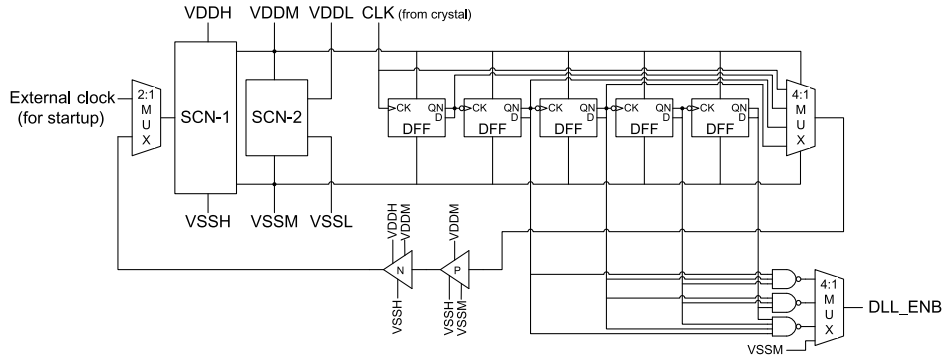 VDDH VDDM VDDL CLK (from crystal)
External clock
(for startup)
2:1
M
U
X
SCN-1
SCN-2
CK QN
D
DFF
CK QN
D
DFF
CK QN
D
DFF
CK QN
D
DFF
CK QN
D
DFF
4:1
M
U
X
VSSH VSSM VSSL
VDDH
VDDM
N
VSSH
VDDM
P
VSSH
VSSM
4:1
M
U
X
DLL_ENB
VSSM